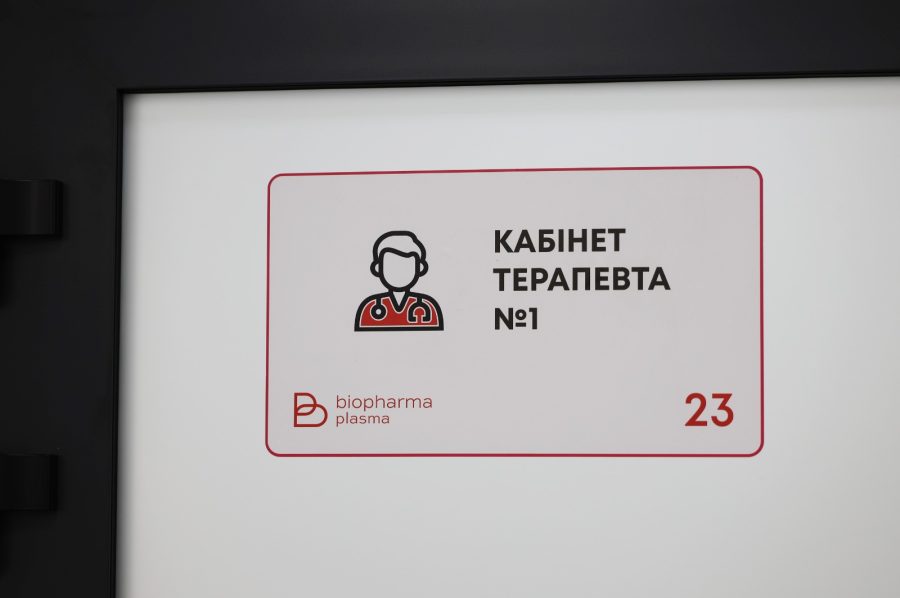 КАБІНЕТ
ТЕРАПЕВТА
№1
biopharma
plasma
23